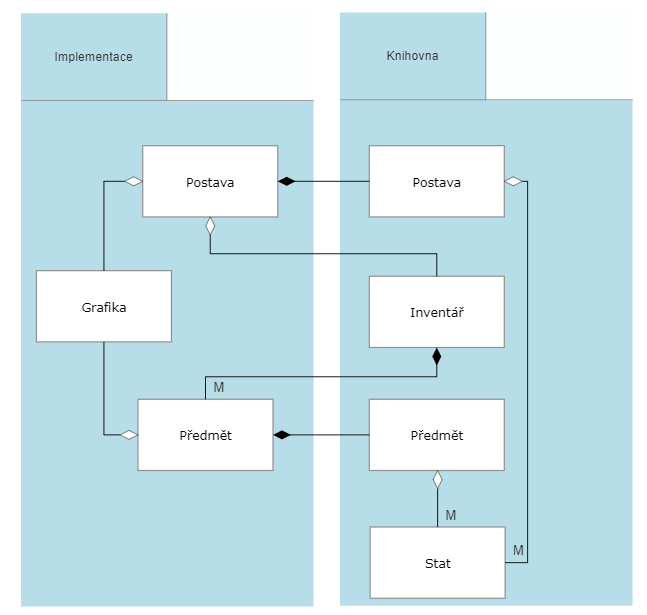 Implementace
Knihovna
Postava
Postava
Grafika
Inventář
M
Předmět
Předmět
M
M
Stat